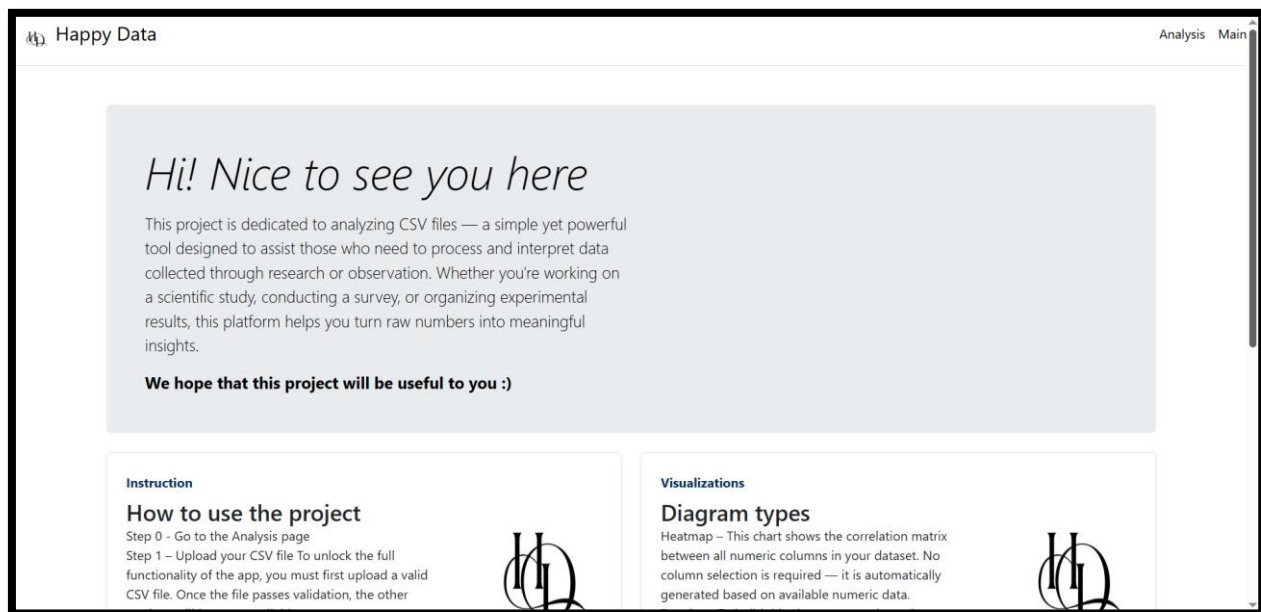 Happy Data
Analysis Main
Hi! Nice to see you here
This project is dedicated to analyzing CSV files — a simple yet powerful
tool designed to assist those who need to process and interpret data
collected through research or observation. Whether you're working on
a scientific study, conducting a survey, or organizing experimental
results, this platform helps you turn raw numbers into meaningful
insights.
We hope that this project will be useful to you :)
Instruction
How to use the project
Step 0 - Go to the Analysis page
Step 1 – Upload your CSV file To unlock the full
functionality of the app, you must first upload a valid
CSV file. Once the file passes validation, the other
Visualizations
Diagram types
Heatmap – This chart shows the correlation matrix
between all numeric columns in your dataset. No
column selection is required — it is automatically
generated based on available numeric data.